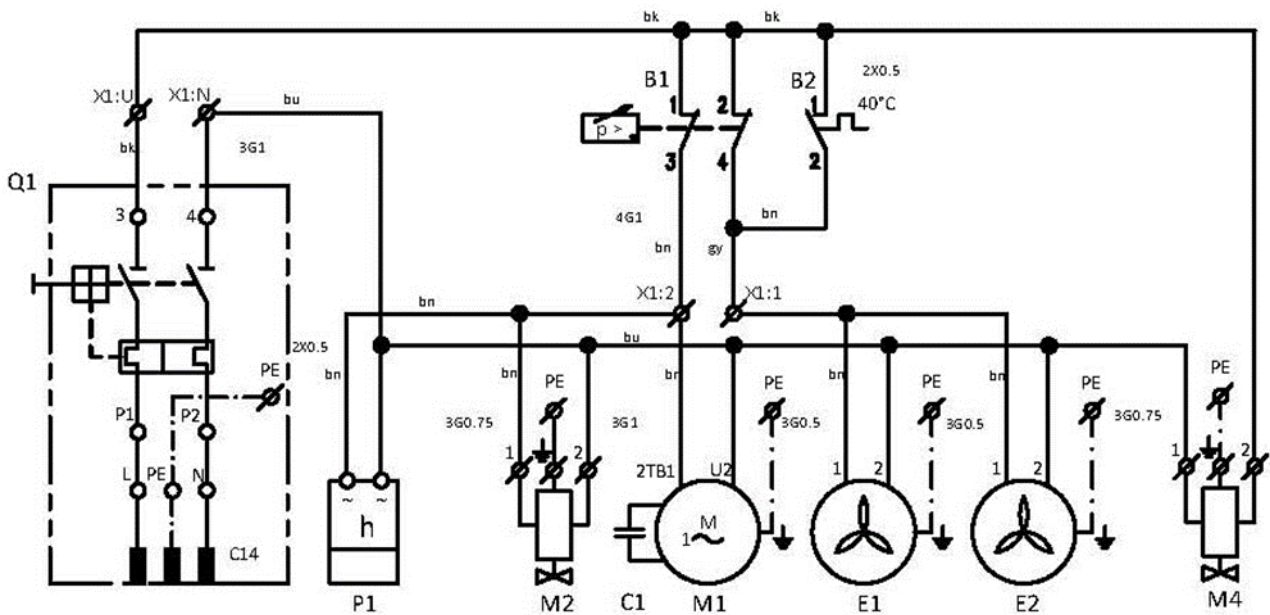 bk bk
X1:U X1:N bu B1 B2 2X0.5
1 2 1 40°C
p >
bk 3G1 3 4 2
Q1
3 4 4G1 bn
bn gy
bn X1:2 X1:1
2X0.5 bn bu
PE bn bn PE bn PE bn PE PE
P1 P2 3G0.75 3G1 3G0.5 3G0.5 3G0.75
1 2 1 2
L PE N 2TB1 U2 1 2 1 2
~ ~
h M
1 ~
C14
P1 M2 C1 M1 E1 E2 M4